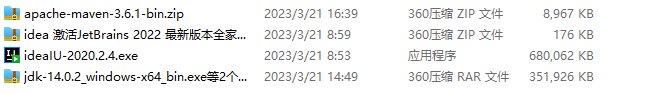 apache-maven-3.6.1-bin.zip 2023/3/21 16:39 360压缩 ZIP 文件 8,967 KB
idea 激活JetBrains 2022 最新版本全家... 2023/3/21 8:59 360压缩 ZIP 文件 176 KB
ideaIU-2020.2.4.exe 2023/3/21 8:53 应用程序 680,062 KB
jdk-14.0.2_windows-x64_bin.exe等2个... 2023/3/21 14:49 360压缩 RAR 文件 351,926 KB